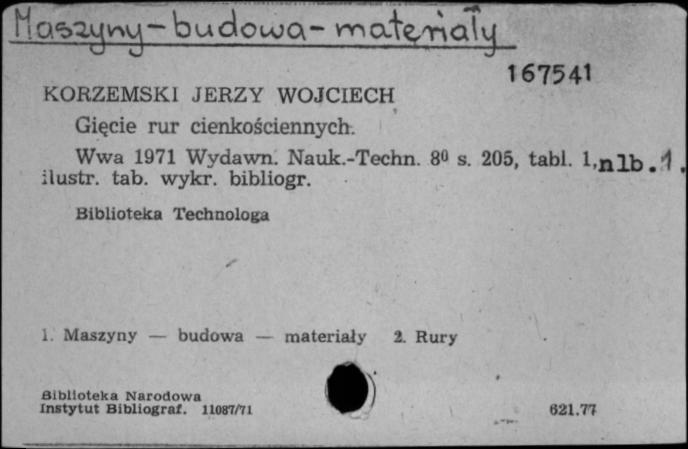 Maszyny-budowa-materiały
167541
KORZEMSKI JERZY WOJCIECH
Gięcie rur cienkościennych.
Wwa 1971 Wydawn. Nauk.-Techn. 8⁰ s. 205, tabl. 1, nlb. 1.
ilustr. tab. wykr. bibliogr.
Biblioteka Technologa
1. Maszyny — budowa — materiały 2. Rury
Biblioteka Narodowa
Instytut Bibliograf. 11087/71
621.77